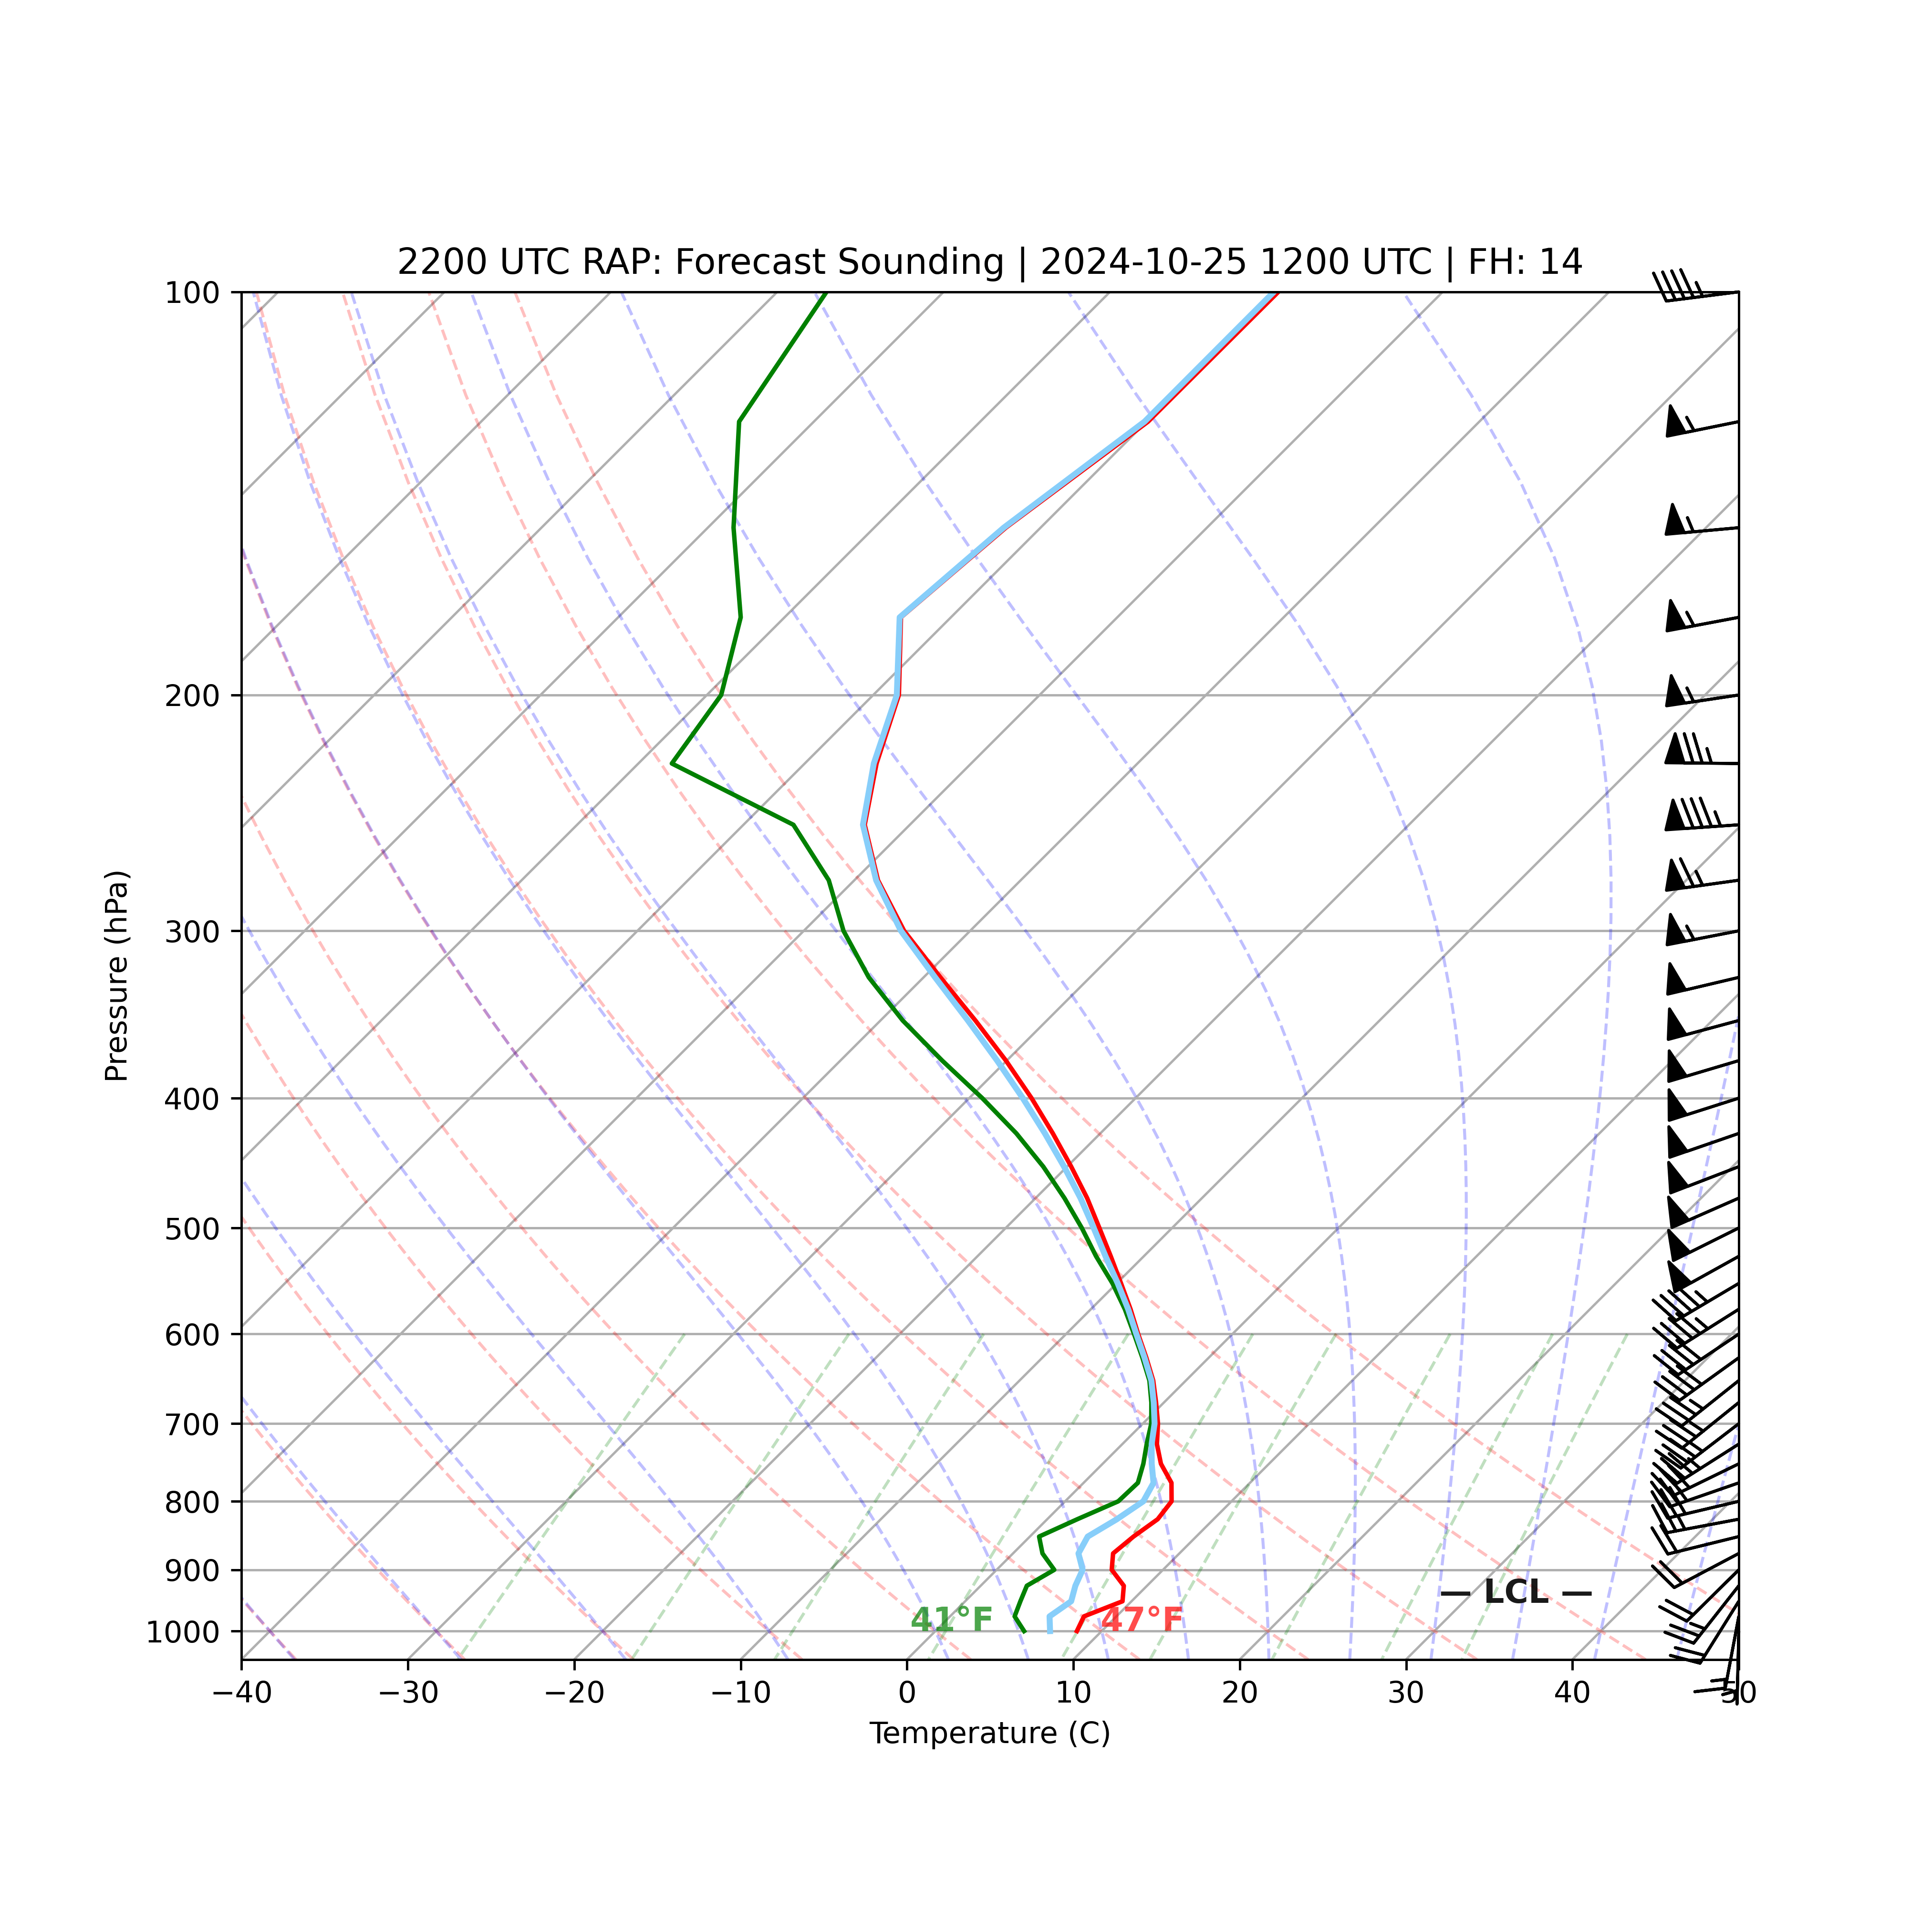 2200 UTC RAP: Forecast Sounding | 2024-10-25 1200 UTC | FH: 14
100
200
300
400
500
600
700
800
900
1000
Pressure (hPa)
— LCL —
41°F
47°F
−40 −30 −20 −10 0 10 20 30 40 50
Temperature (C)